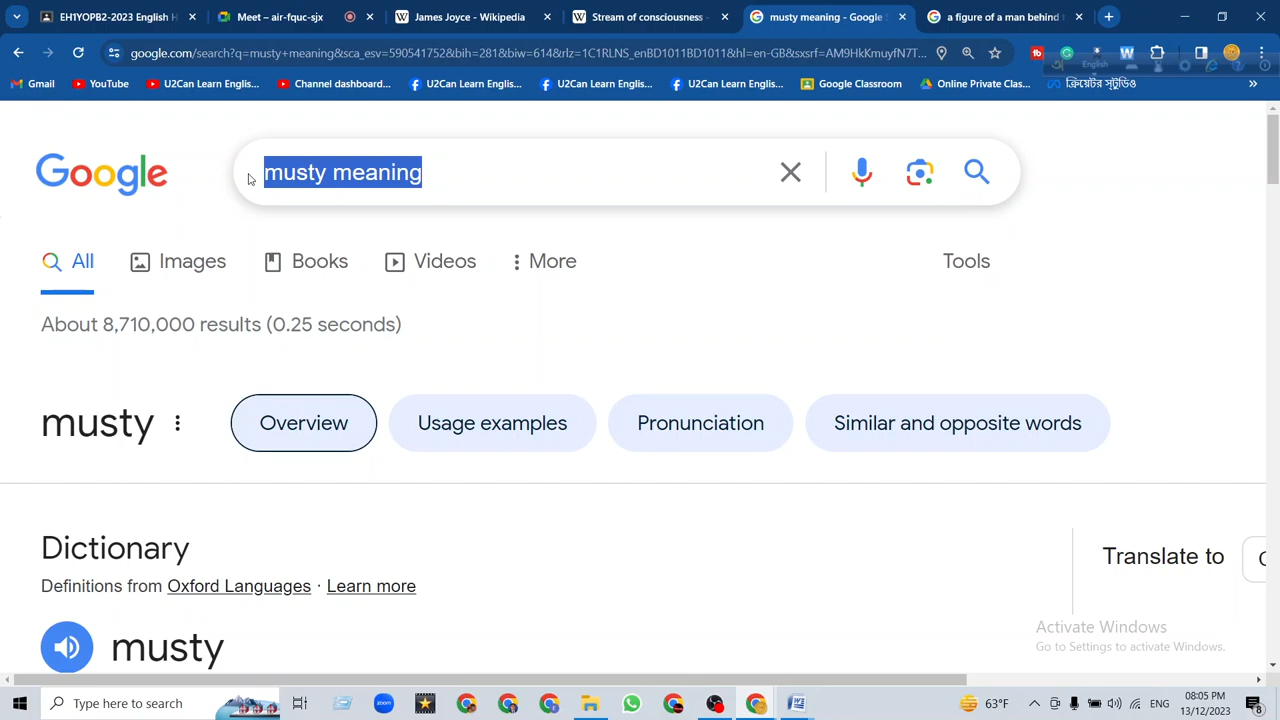 EH1YOPB2-2023 English H
Meet – air-fquc-sjx
James Joyce - Wikipedia
Stream of consciousness -
musty meaning - Google S
a figure of a man behind t
google.com/search?q=musty+meaning&sca_esv=590541752&bih=281&biw=614&rlz=1C1RLNS_enBD1011BD1011&hl=en-GB&sxsrf=AM9HkKmuyfN7T...
English
Gmail
YouTube
U2Can Learn Englis...
Channel dashboard...
U2Can Learn Englis...
U2Can Learn Englis...
U2Can Learn Englis...
Google Classroom
Online Private Clas...
ক্রিয়েটর স্টুডিও
Google
musty meaning
All
Images
Books
Videos
More
Tools
About 8,710,000 results (0.25 seconds)
musty
Overview
Usage examples
Pronunciation
Similar and opposite words
Dictionary
Definitions from Oxford Languages · Learn more
Translate to
musty
Activate Windows
Go to Settings to activate Windows.
Type here to search
zoom
63°F
ENG
08:05 PM
13/12/2023
8